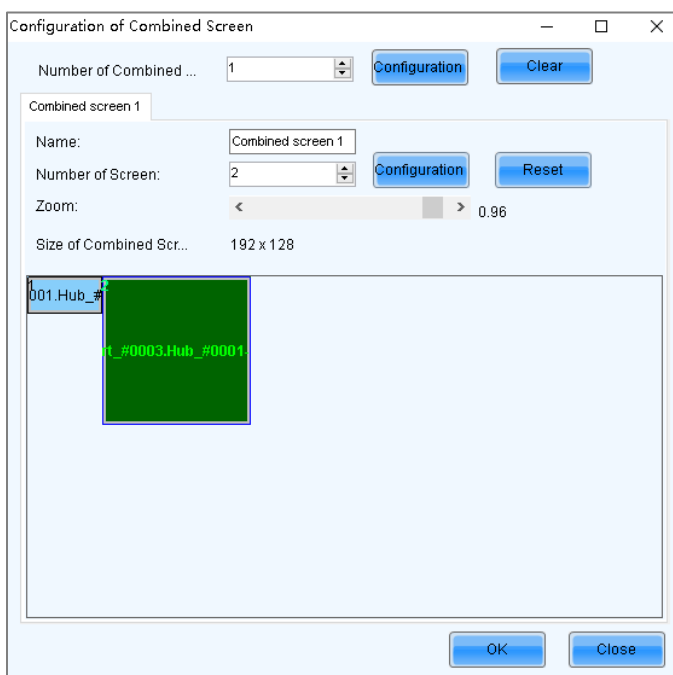 Configuration of Combined Screen
Number of Combined ...
1
Configuration
Clear
Combined screen 1
Name:
Combined screen 1
Number of Screen:
2
Configuration
Reset
Zoom:
0.96
Size of Combined Scr...
192 x 128
1
001.Hub_#
2
rt_#0003.Hub_#0001-
OK
Close